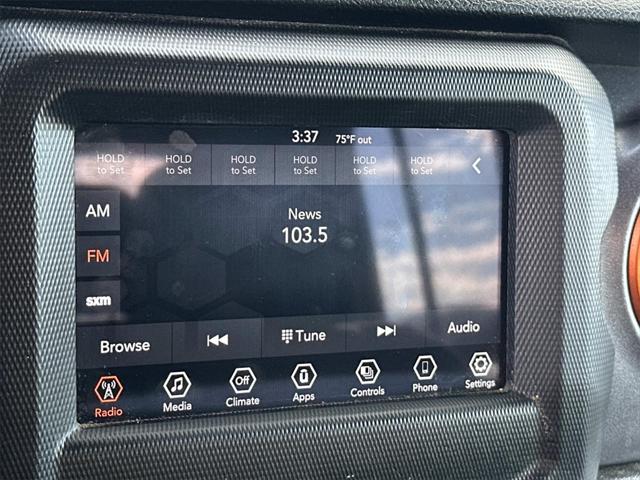 3:37 75°F out
HOLD to Set HOLD to Set HOLD to Set HOLD to Set HOLD to Set HOLD to Set
AM
News
103.5
FM
sxm
Browse Tune Audio
Radio Media Off Climate Apps Controls Phone Settings